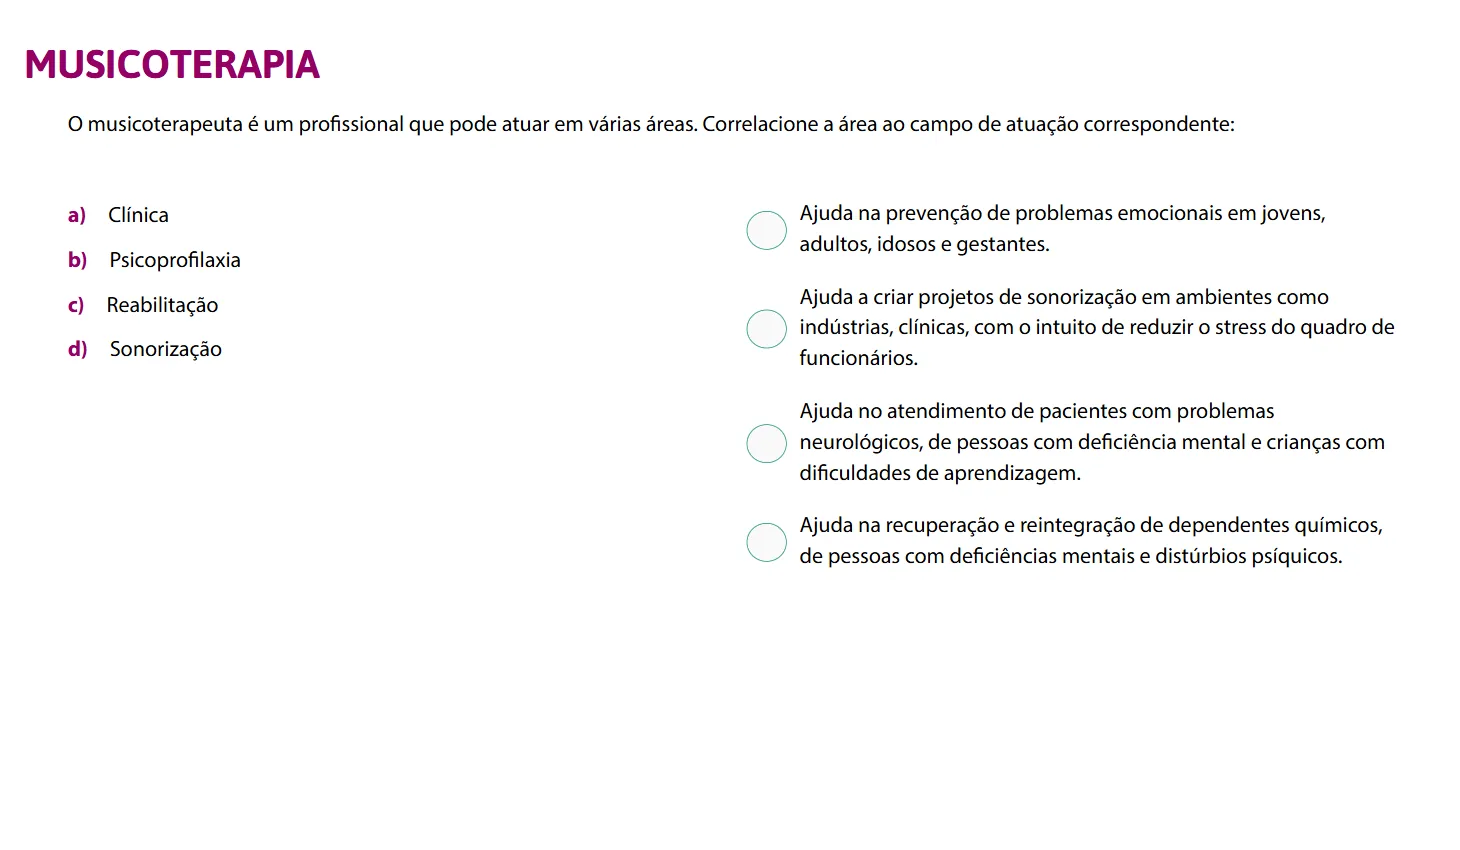 MUSICOTERAPIA
O musicoterapeuta é um profissional que pode atuar em várias áreas. Correlacione a área ao campo de atuação correspondente:
a) Clínica
b) Psicoprofilaxia
c) Reabilitação
d) Sonorização
Ajuda na prevenção de problemas emocionais em jovens,
adultos, idosos e gestantes.
Ajuda a criar projetos de sonorização em ambientes como
indústrias, clínicas, com o intuito de reduzir o stress do quadro de
funcionários.
Ajuda no atendimento de pacientes com problemas
neurológicos, de pessoas com deficiência mental e crianças com
dificuldades de aprendizagem.
Ajuda na recuperação e reintegração de dependentes químicos,
de pessoas com deficiências mentais e distúrbios psíquicos.